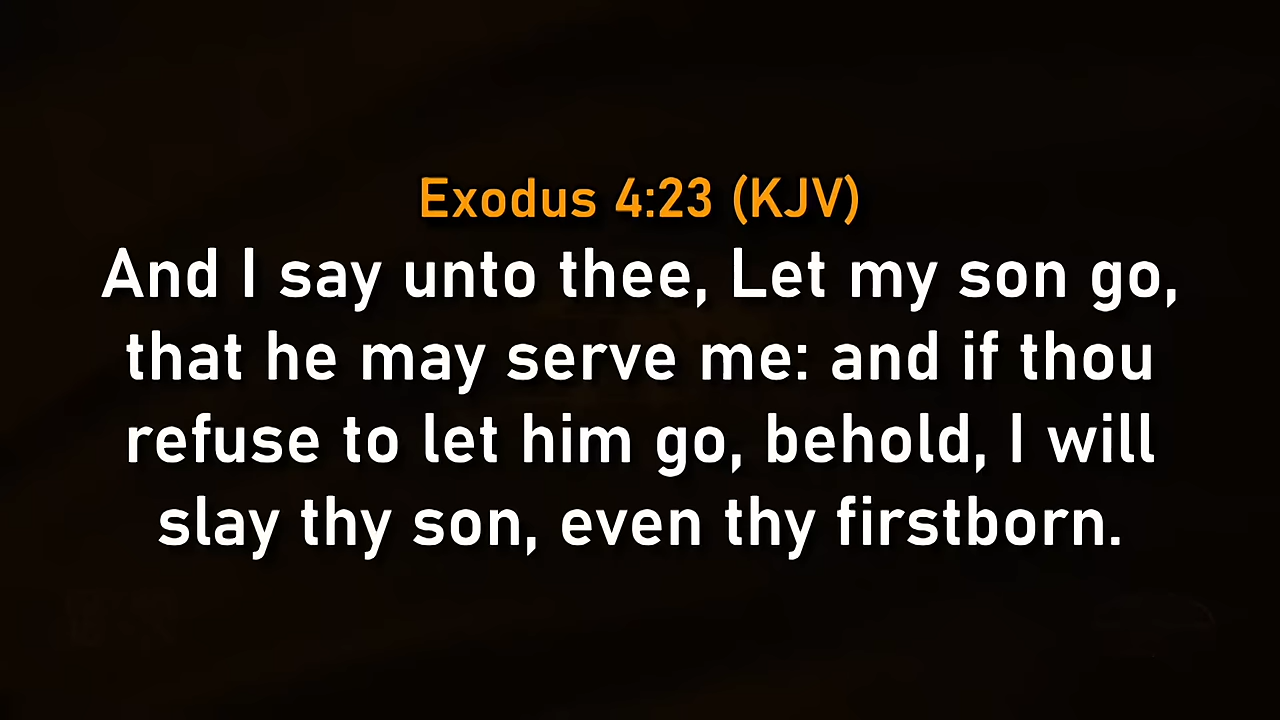 Exodus 4:23 (KJV)
And I say unto thee, Let my son go,
that he may serve me: and if thou
refuse to let him go, behold, I will
slay thy son, even thy firstborn.